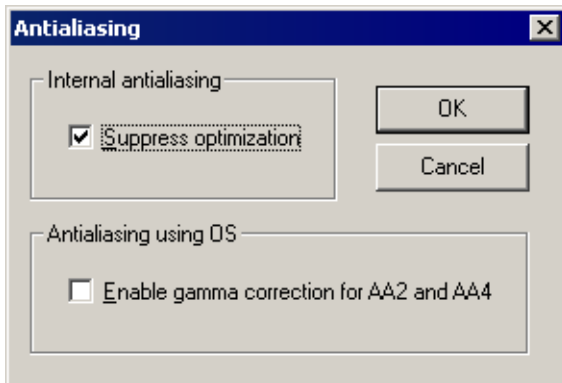 Antialiasing
Internal antialiasing
Suppress optimization
OK
Cancel
Antialiasing using OS
Enable gamma correction for AA2 and AA4